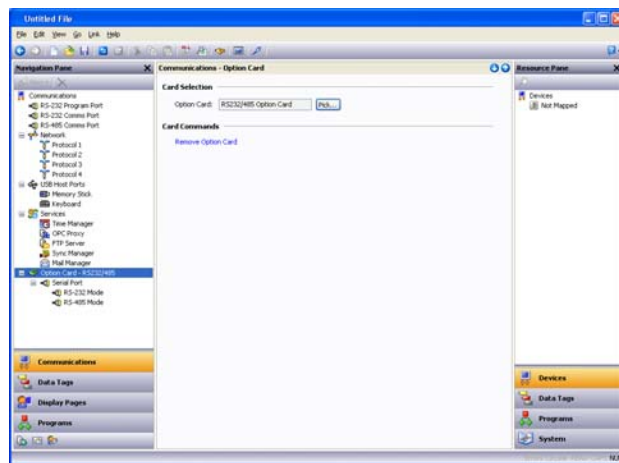 Untitled File
File Edit View Go Link Help
Navigation Pane
Communications
RS-232 Program Port
RS-232 Comms Port
RS-485 Comms Port
Network
Protocol 1
Protocol 2
Protocol 3
Protocol 4
USB Host Ports
Memory Stick
Keyboard
Services
Time Manager
OPC Proxy
FTP Server
Sync Manager
Mail Manager
Option Card - RS232/485
Serial Port
RS-232 Mode
RS-485 Mode
Communications
Data Tags
Display Pages
Programs
Communications - Option Card
Card Selection
Option Card: RS232/485 Option Card Pick...
Card Commands
Remove Option Card
Resource Pane
Devices
Not Mapped
Devices
Data Tags
Programs
System